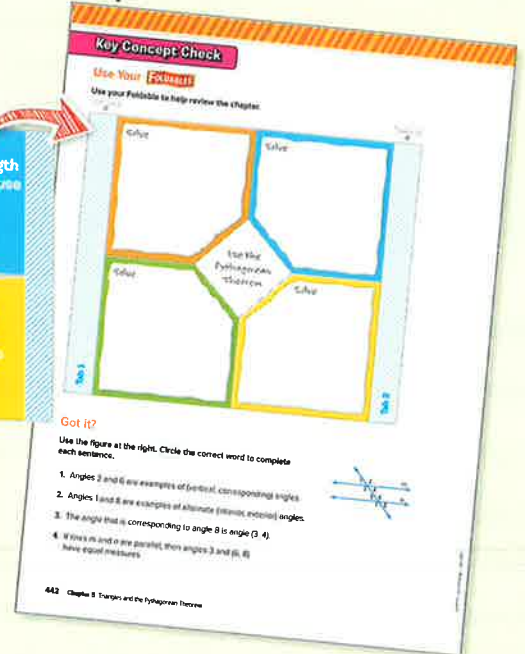 Key Concept Check
Use Your FOLDABLES
Use your Foldable to help review the chapter.
Solve
Solve
Use the
Pythagorean
Theorem
Solve
Solve
Tab 1
Tab 2
Got it?
Use the figure at the right. Circle the correct word to complete
each sentence.
1. Angles 2 and 6 are examples of (vertical, corresponding) angles.
2. Angles 1 and 8 are examples of alternate (interior, exterior) angles.
3. The angle that is corresponding to angle 8 is angle (3, 4).
4. If lines m and n are parallel, then angles 3 and (6, 8)
have equal measures.
442 Chapter 5 Triangles and the Pythagorean Theorem